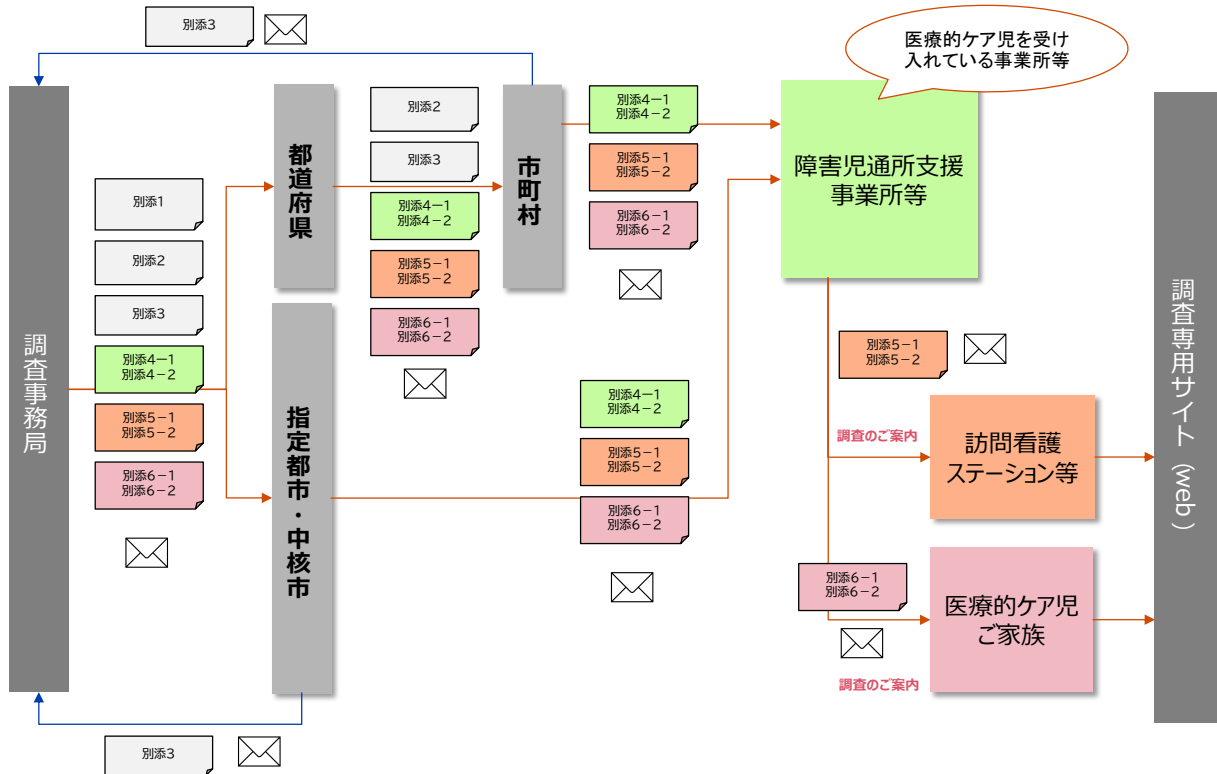 別添3
医療的ケア児を受け
入れている事業所等
調査事務局
別添1
別添2
別添3
別添4ー1
別添4－2
別添5－1
別添5－2
別添6－1
別添6－2
都道府県
指定都市・中核市
別添2
別添3
別添4ー1
別添4－2
別添5－1
別添5－2
別添6－1
別添6－2
市町村
別添4ー1
別添4－2
別添5－1
別添5－2
別添6－1
別添6－2
別添4ー1
別添4－2
別添5－1
別添5－2
別添6－1
別添6－2
障害児通所支援
事業所等
別添5－1
別添5－2
調査のご案内
訪問看護
ステーション等
別添6－1
別添6－2
調査のご案内
医療的ケア児
ご家族
調査専用サイト（web）
別添3